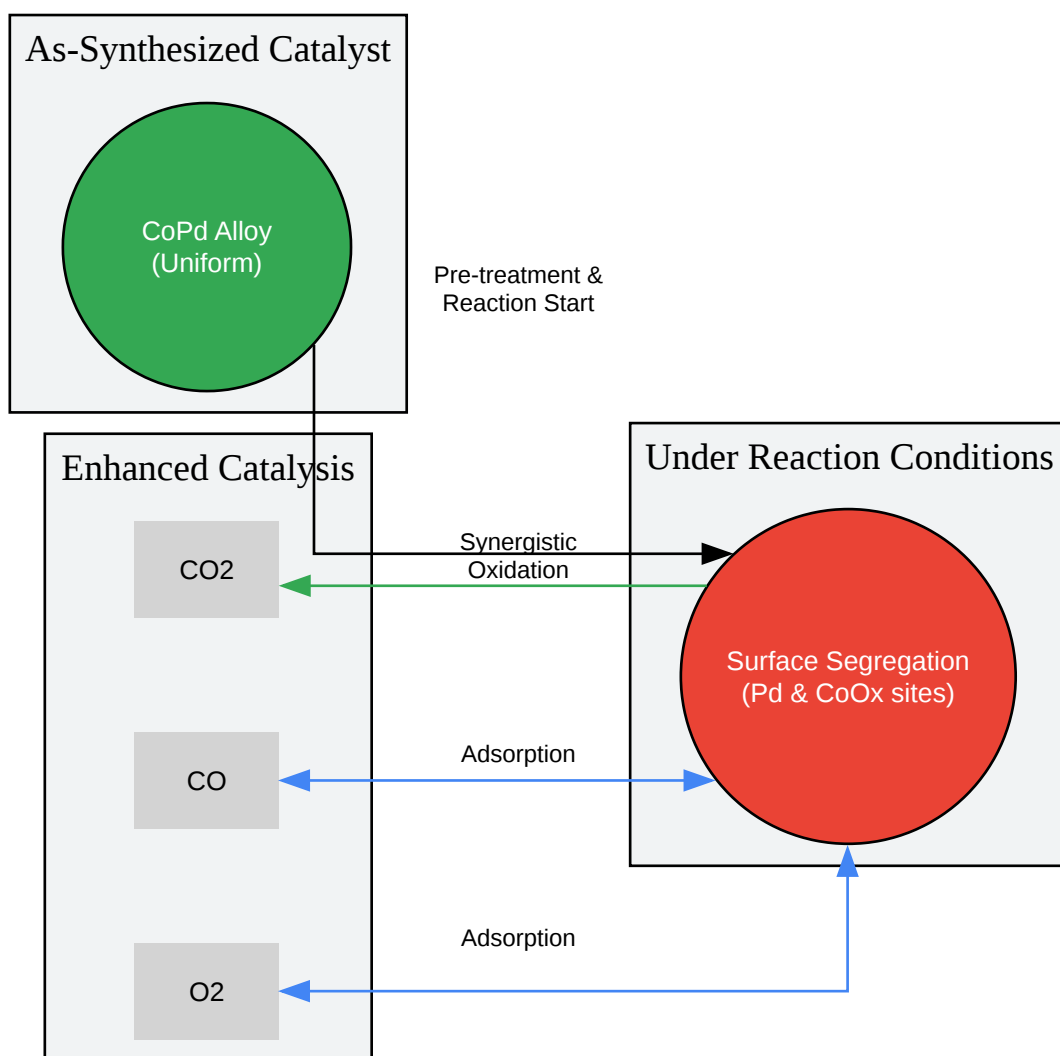 As-Synthesized Catalyst
CoPd Alloy
(Uniform)
Pre-treatment &
Reaction Start
Enhanced Catalysis
Under Reaction Conditions
CO2
Synergistic
Oxidation
Surface Segregation
(Pd & CoOx sites)
CO
Adsorption
O2
Adsorption